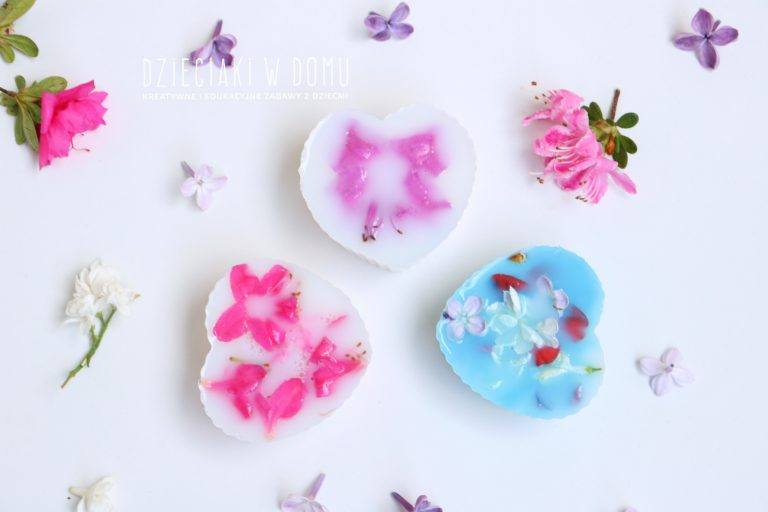 DZIECIAKI W DOMU
KREATYWNE I EDUKACYJNE ZABAWY Z DZIEĆMI